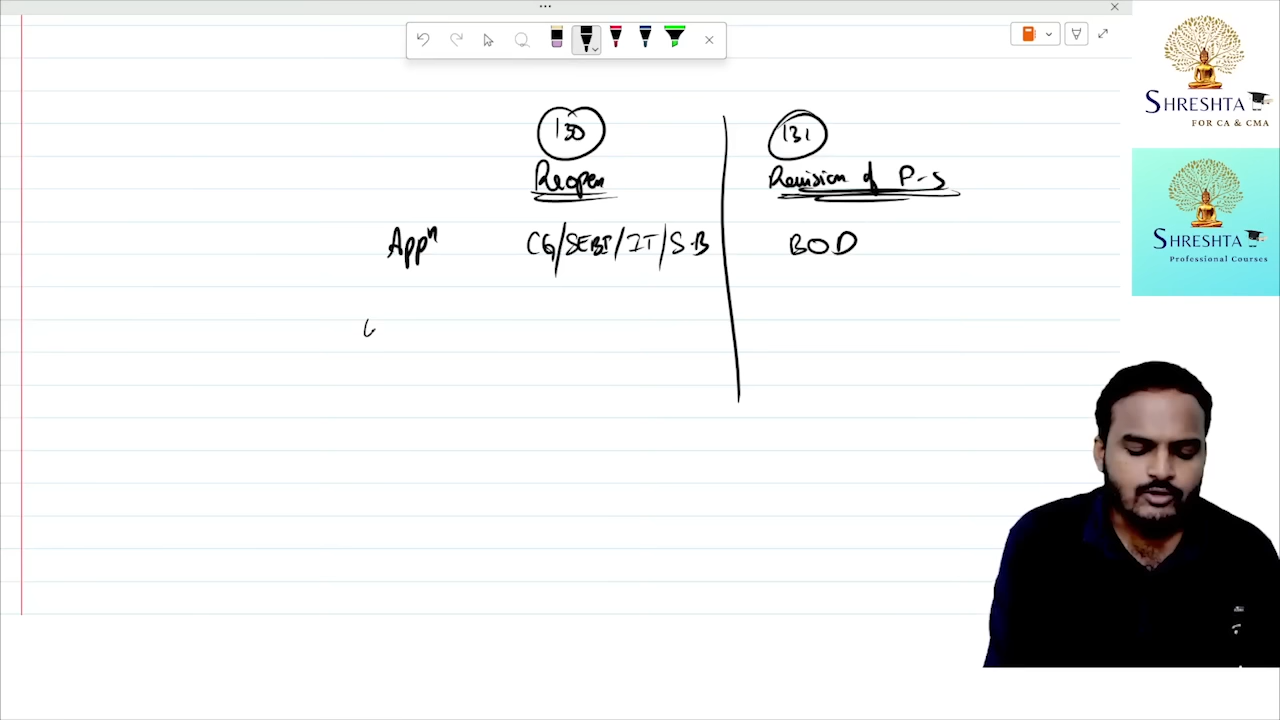 130
131
Reopen
Revision of F-S
Appn
CG/SEBI/IT/S.B
BOD
SHRESHTA
FOR CA & CMA
SHRESHTA
Professional Courses